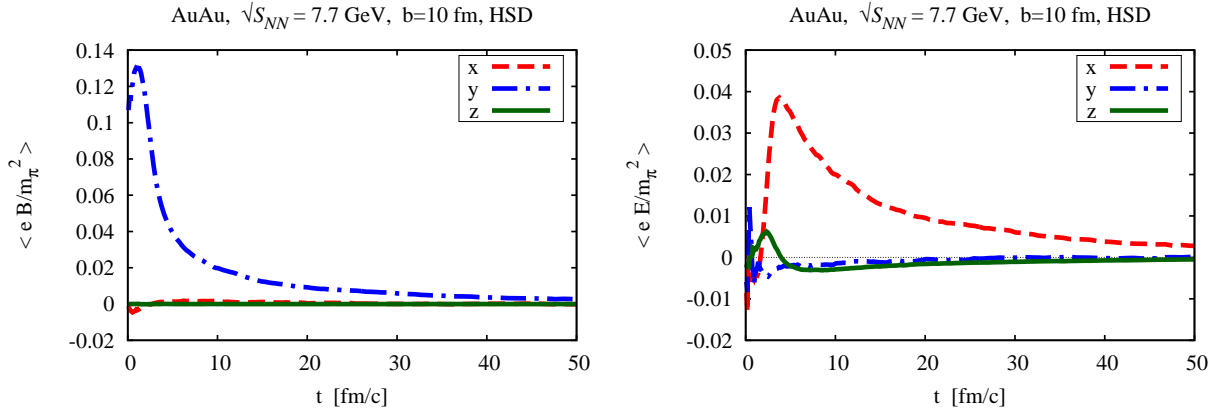 AuAu, √S_NN = 7.7 GeV, b=10 fm, HSD
< e B/m_π^2 >
0.14
0.12
0.1
0.08
0.06
0.04
0.02
0
-0.02
x
y
z
0 10 20 30 40 50
t [fm/c]
AuAu, √S_NN = 7.7 GeV, b=10 fm, HSD
< e E/m_π^2 >
0.05
0.04
0.03
0.02
0.01
0
-0.01
-0.02
x
y
z
0 10 20 30 40 50
t [fm/c]